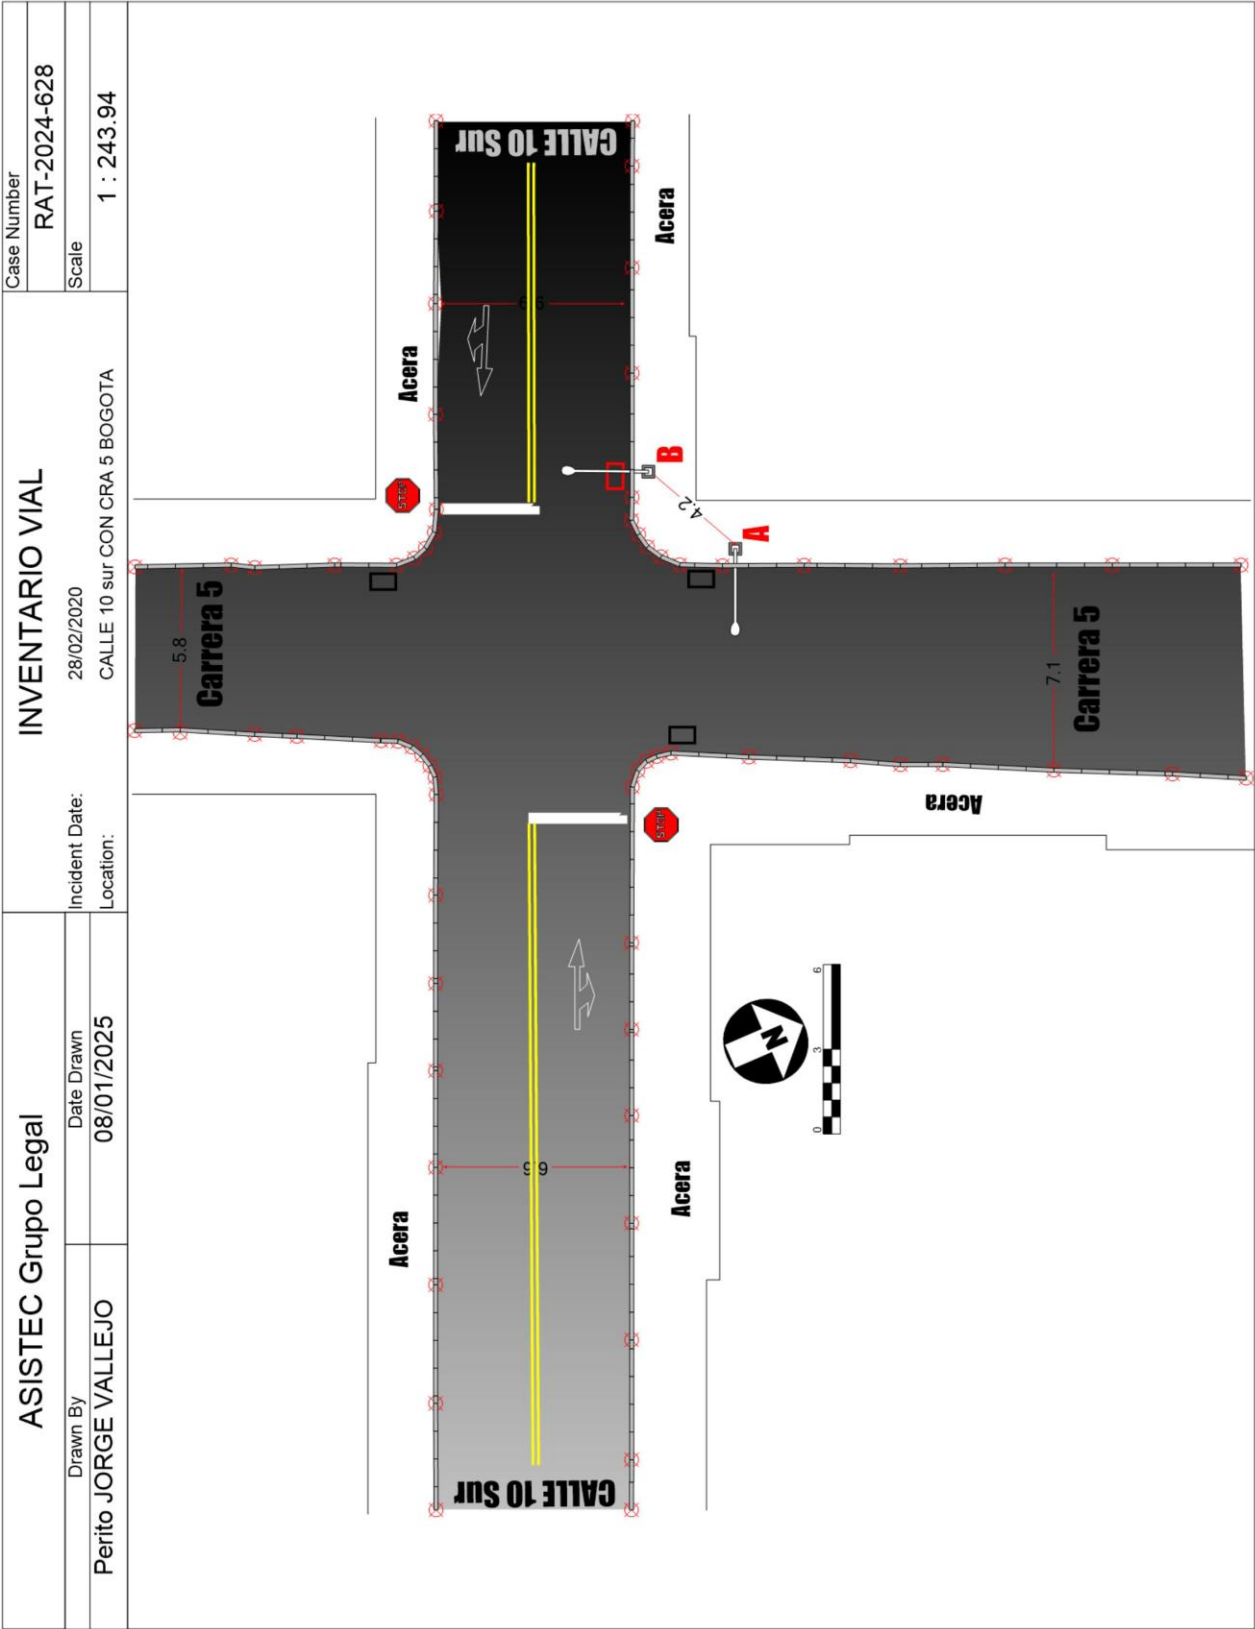 ASISTEC Grupo Legal
INVENTARIO VIAL
Case Number
RAT-2024-628
Drawn By
Perito JORGE VALLEJO
Date Drawn
08/01/2025
Incident Date:
28/02/2020
Location:
CALLE 10 sur CON CRA 5 BOGOTA
Scale
1 : 243.94
Acera
Acera
STOP
CALLE 10 Sur
6.6
Carrera 5
5.8
CALLE 10 Sur
6.6
Acera
STOP
Acera
B
4.2
A
Acera
7.1
Carrera 5
N
0
3
6